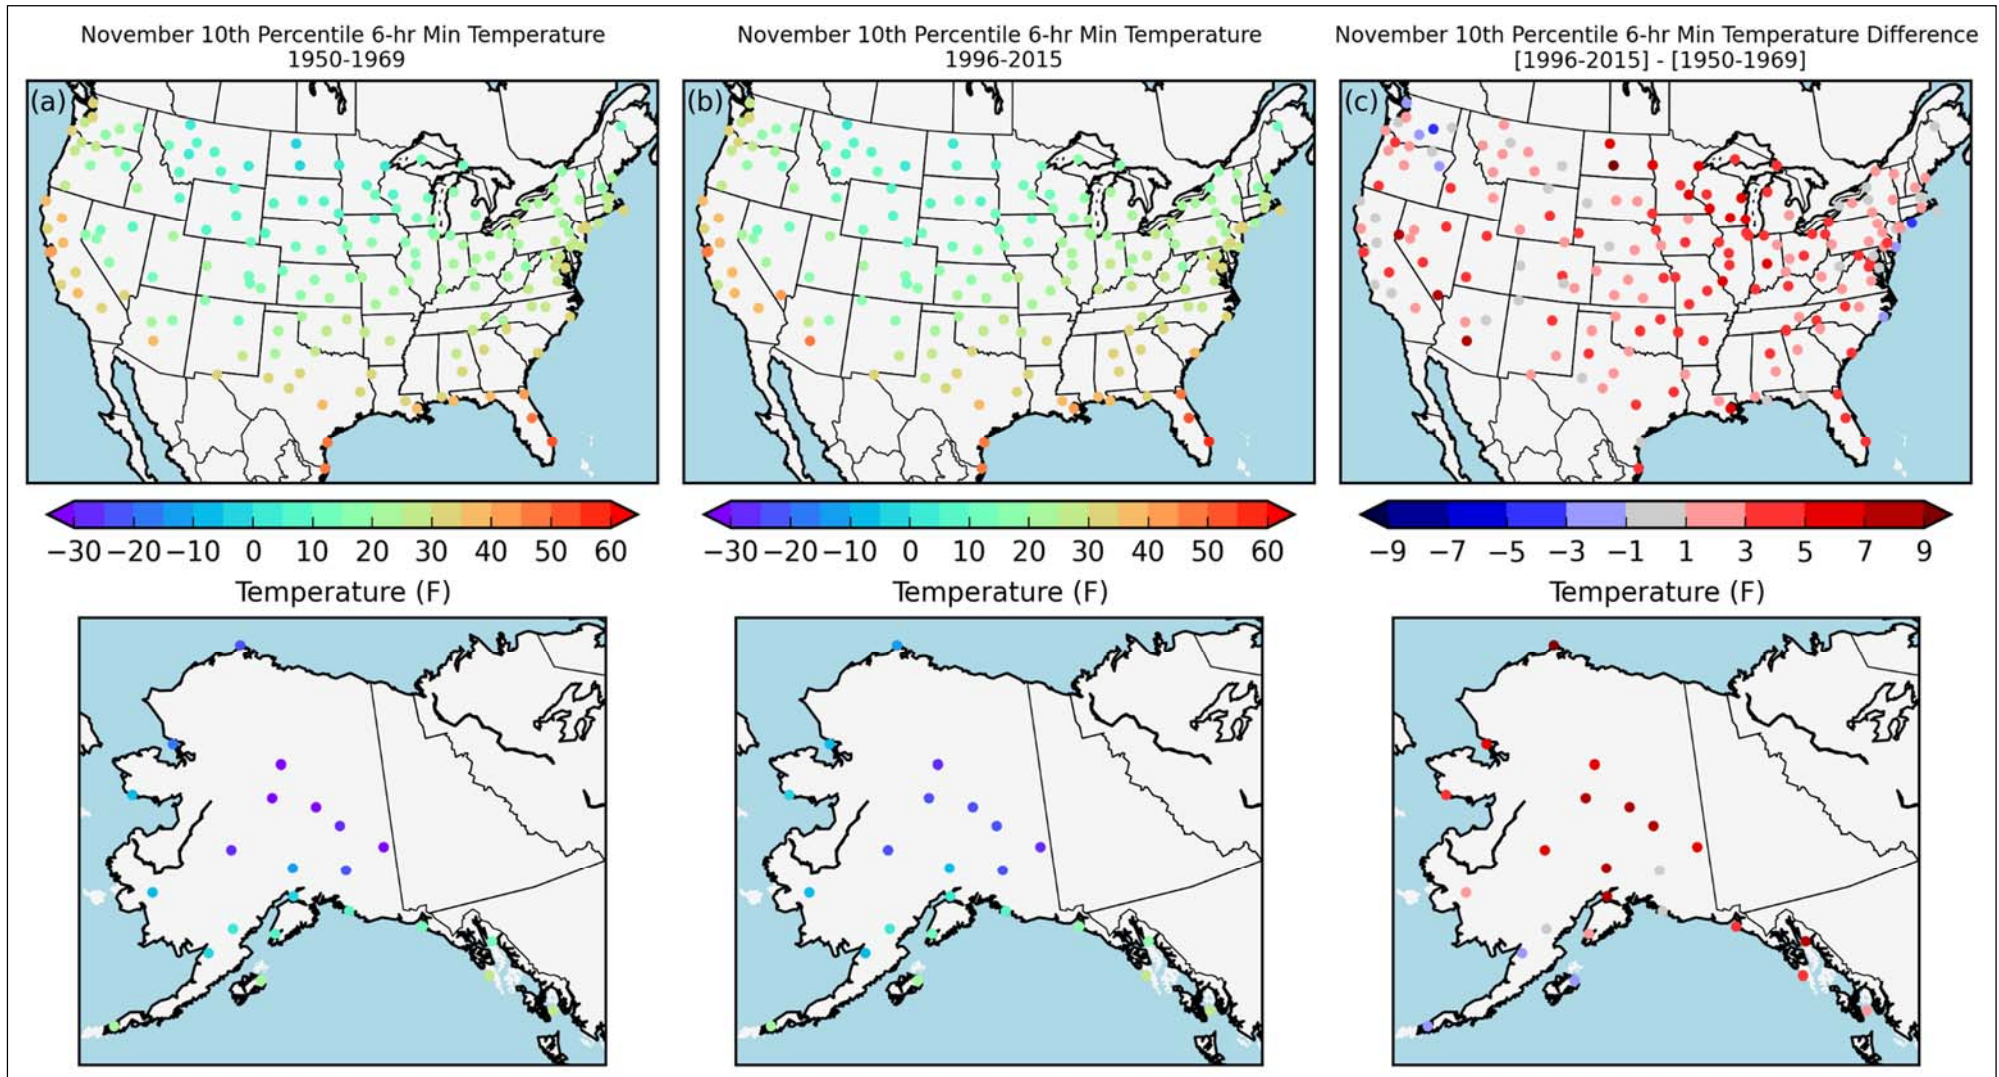 November 10th Percentile 6-hr Min Temperature
1950-1969
November 10th Percentile 6-hr Min Temperature
1996-2015
November 10th Percentile 6-hr Min Temperature Difference
[1996-2015] - [1950-1969]
(a)
(b)
(c)
−30 −20 −10 0 10 20 30 40 50 60
Temperature (F)
−30 −20 −10 0 10 20 30 40 50 60
Temperature (F)
−9 −7 −5 −3 −1 1 3 5 7 9
Temperature (F)